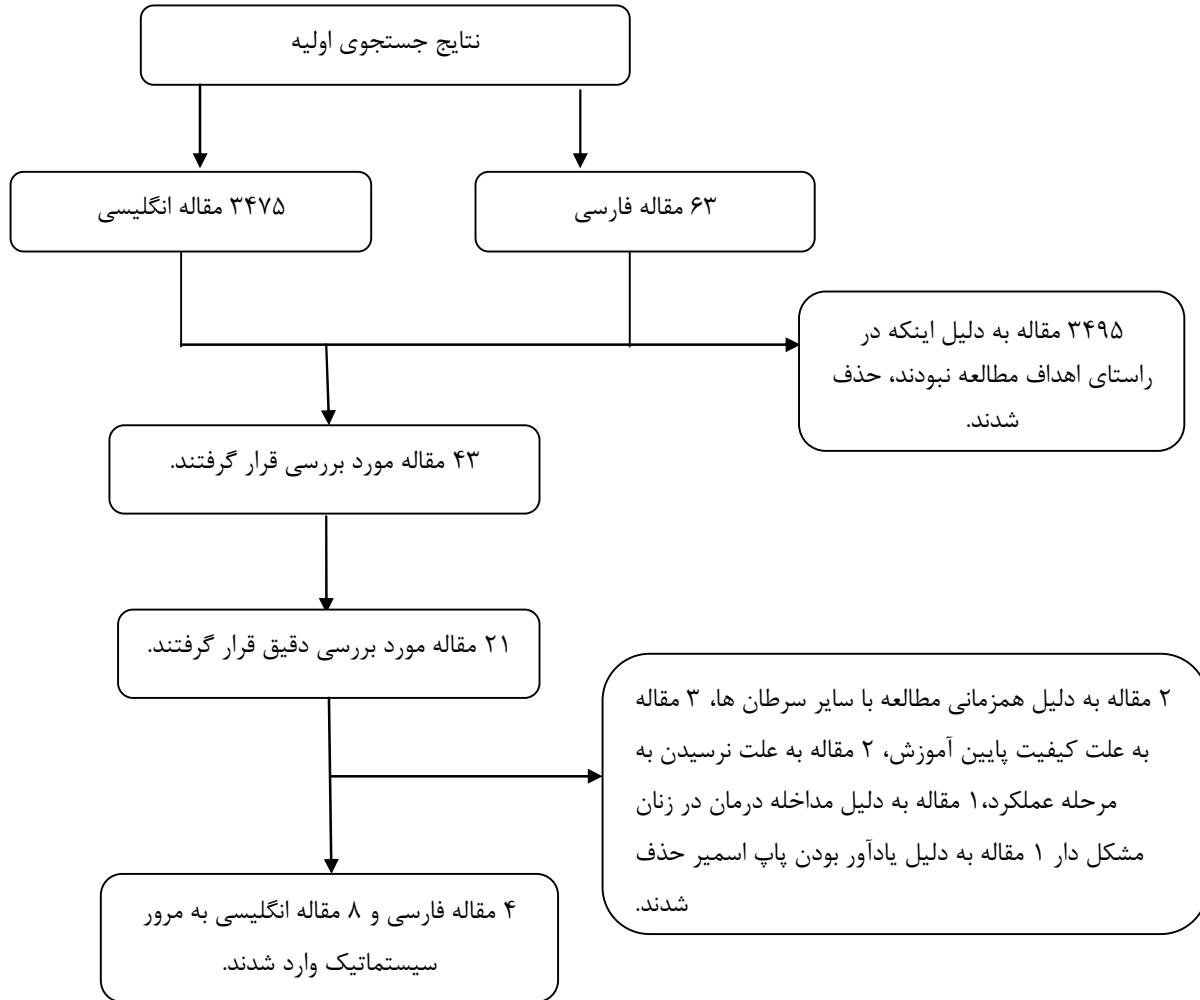 نتایج جستجوی اولیه
۶۳ مقاله فارسی
۳۴۷۵ مقاله انگلیسی
۳۴۹۵ مقاله به دلیل اینکه در
راستای اهداف مطالعه نبودند، حذف
شدند.
۴۳ مقاله مورد بررسی قرار گرفتند.
۲۱ مقاله مورد بررسی دقیق قرار گرفتند.
۲ مقاله به دلیل همزمانی مطالعه با سایر سرطان ها، ۳ مقاله
به علت کیفیت پایین آموزش، ۲ مقاله به علت نرسیدن به
مرحله عملکرد،۱ مقاله به دلیل مداخله درمان در زنان
مشکل دار ۱ مقاله به دلیل یادآور بودن پاپ اسمیر حذف
شدند.
۴ مقاله فارسی و ۸ مقاله انگلیسی به مرور
سیستماتیک وارد شدند.